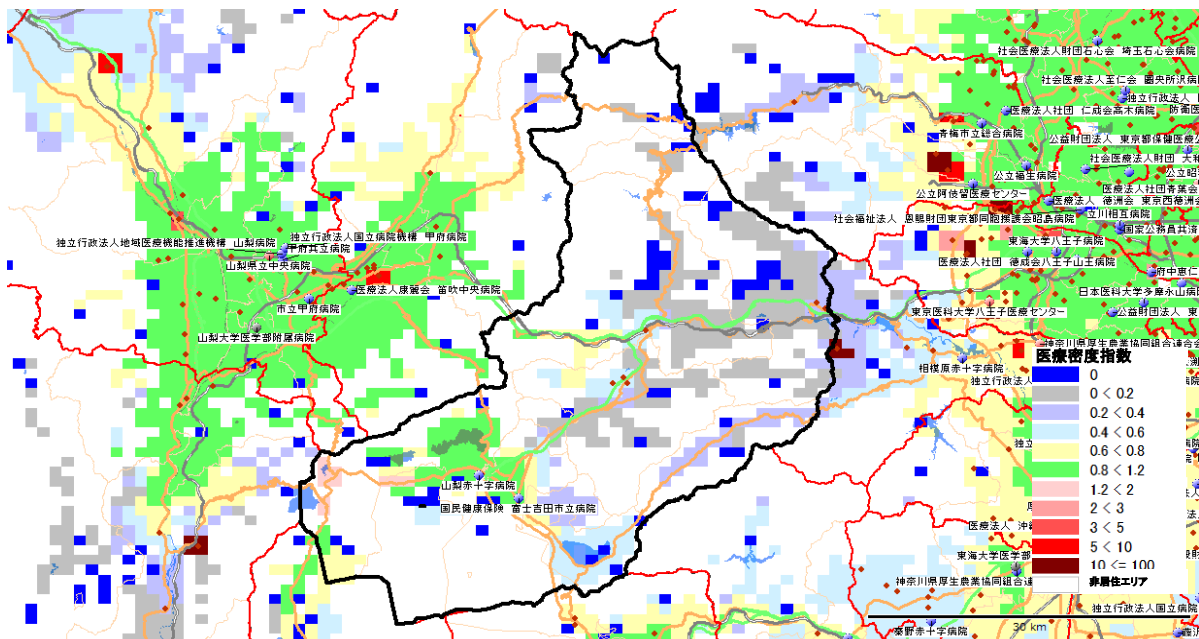 社会医療法人財団石心会 埼玉石心会病院
社会医療法人至仁会 圏央所沢病
独立行政法人
医療法人社団 仁成会高木病院
防衛医
青梅市立総合病院
公益財団法人 東京都保健医療公
社会医療法人財団 大和
公立福生病院
公立昭
医療法人社団青葉会
公立阿伎留医療センター
医療法人 徳洲会 東京西徳洲会
社会福祉法人 恩賜財団東京都同胞援護会昭島病院
立川相互病院
国家公務員共済
独立行政法人国立病院機構 甲府病院
独立行政法人地域医療機能推進機構 山梨病院
甲府共立病院
東海大学八王子病院
山梨県立中央病院
医療法人社団 徳成会八王子山王病院
府中恵仁
医療法人康麗会 笛吹中央病院
日本医科大学多摩永山病院
市立甲府病院
東京医科大学八王子医療センター
公益財団法人 東
山梨大学医学部附属病院
神奈川県厚生農業協同組合連合会
医療密度指数
相模原赤十字病院
独立行政法人
0
0 < 0.2
0.2 < 0.4
0.4 < 0.6
0.6 < 0.8
0.8 < 1.2
1.2 < 2
2 < 3
3 < 5
5 < 10
10 <= 100
非居住エリア
山梨赤十字病院
国民健康保険 富士吉田市立病院
医療法人 沖縄
東海大学医学部
神奈川県厚生農業協同組合連
独立行政法人国立病院
30 km
秦野赤十字病院